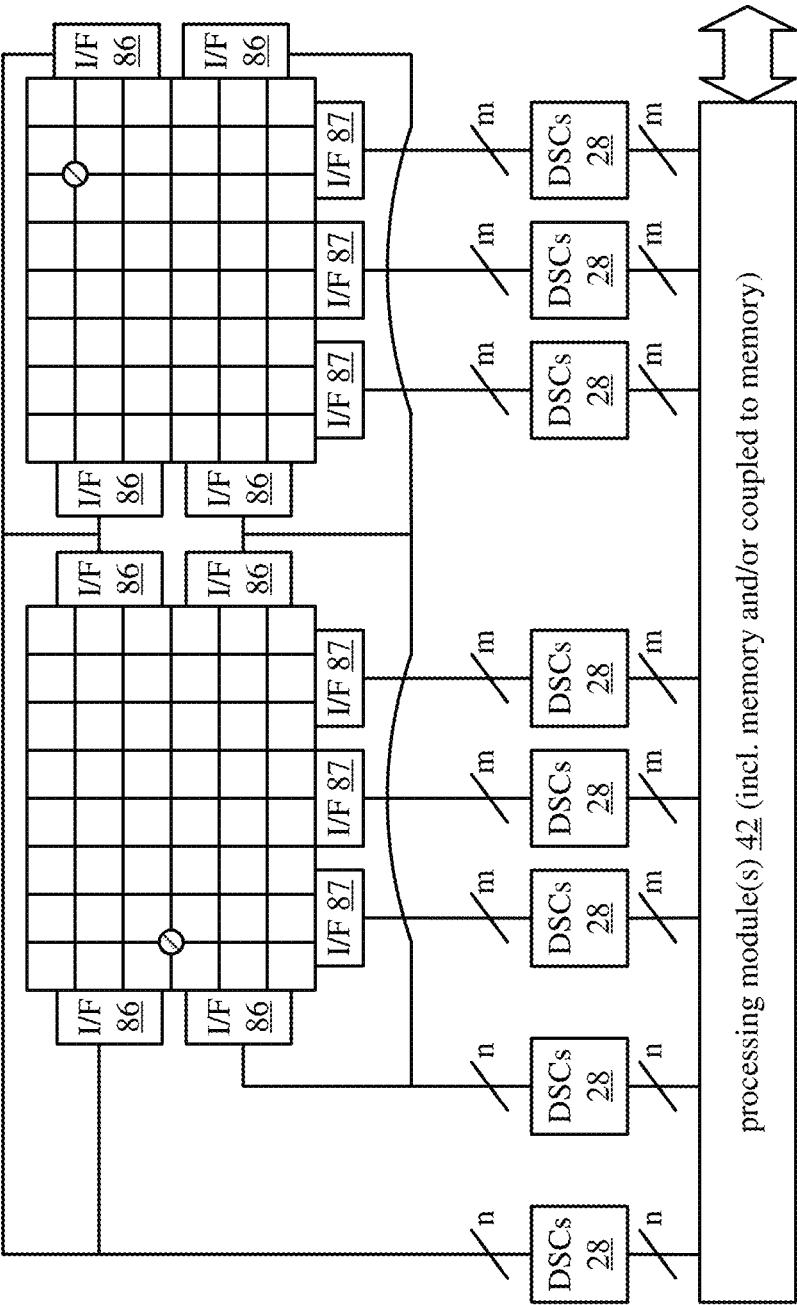 I/F
86
I/F
86
I/F
86
I/F
86
I/F
86
I/F
86
I/F
86
I/F
86
I/F 87
I/F 87
I/F 87
I/F 87
I/F 87
I/F 87
n
n
m
m
m
m
m
m
DSCs
28
DSCs
28
DSCs
28
DSCs
28
DSCs
28
DSCs
28
DSCs
28
DSCs
28
n
n
m
m
m
m
m
m
processing module(s) 42 (incl. memory and/or coupled to memory)